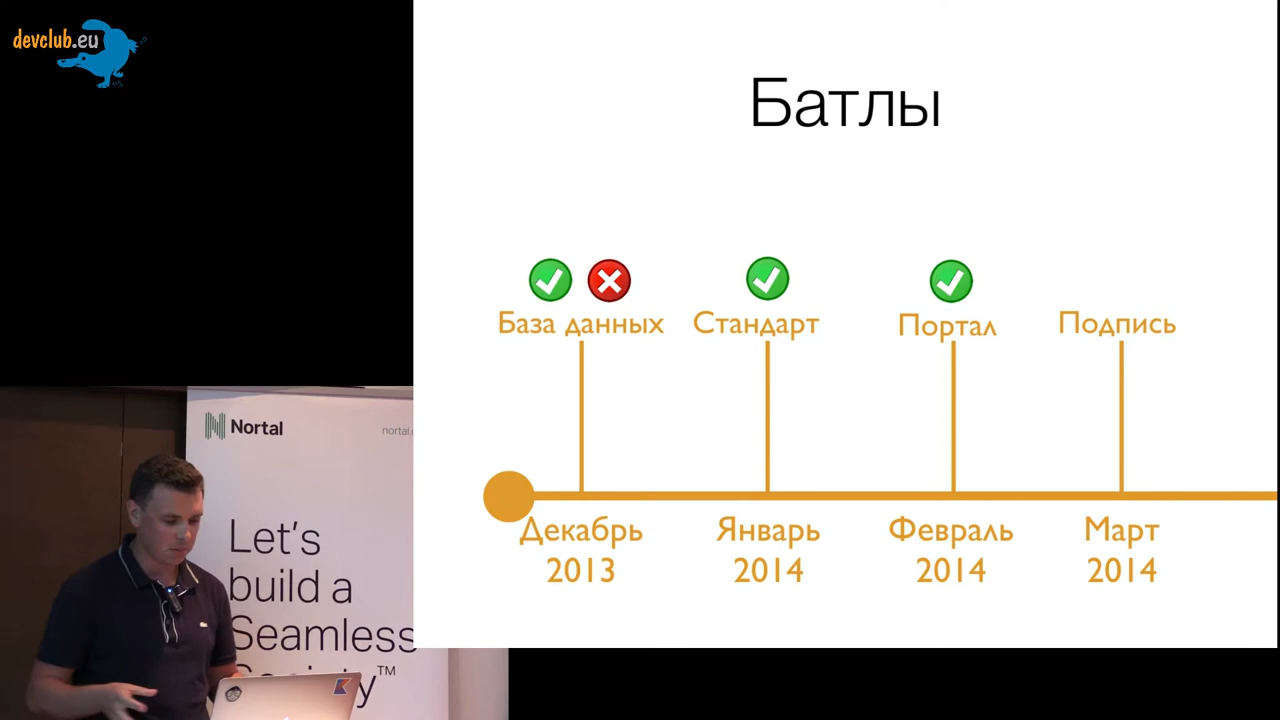 devclub.eu
Батлы
База данных
Стандарт
Портал
Подпись
Декабрь
2013
Январь
2014
Февраль
2014
Март
2014
Nortal
nortal.
Let's
build a
Seamless
Society™